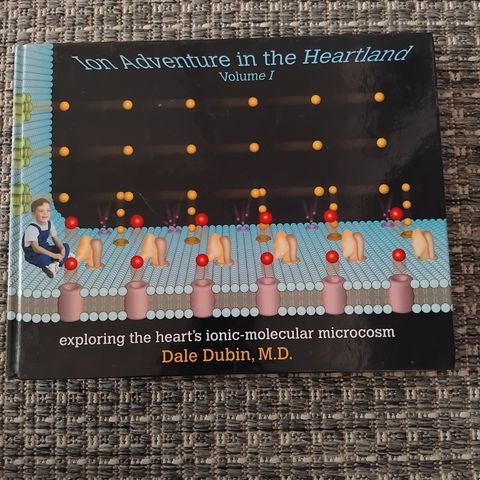 Ion Adventure in the Heartland
Volume I
exploring the heart's ionic-molecular microcosm
Dale Dubin, M.D.